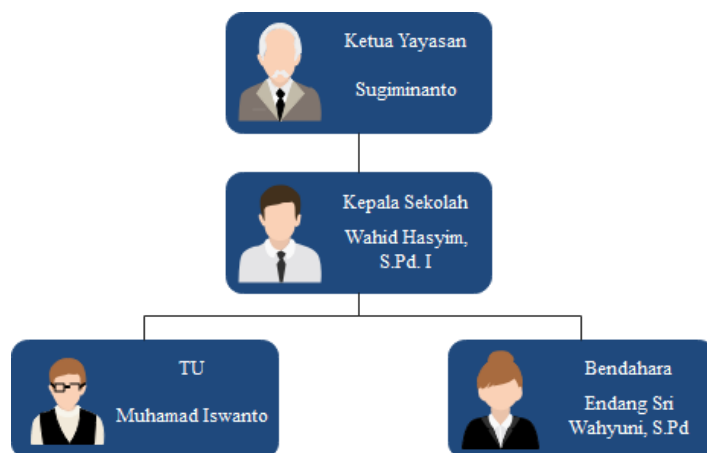 Ketua Yayasan
Sugiminanto
Kepala Sekolah
Wahid Hasyim,
S.Pd. I
TU
Muhamad Iswanto
Bendahara
Endang Sri
Wahyuni, S.Pd